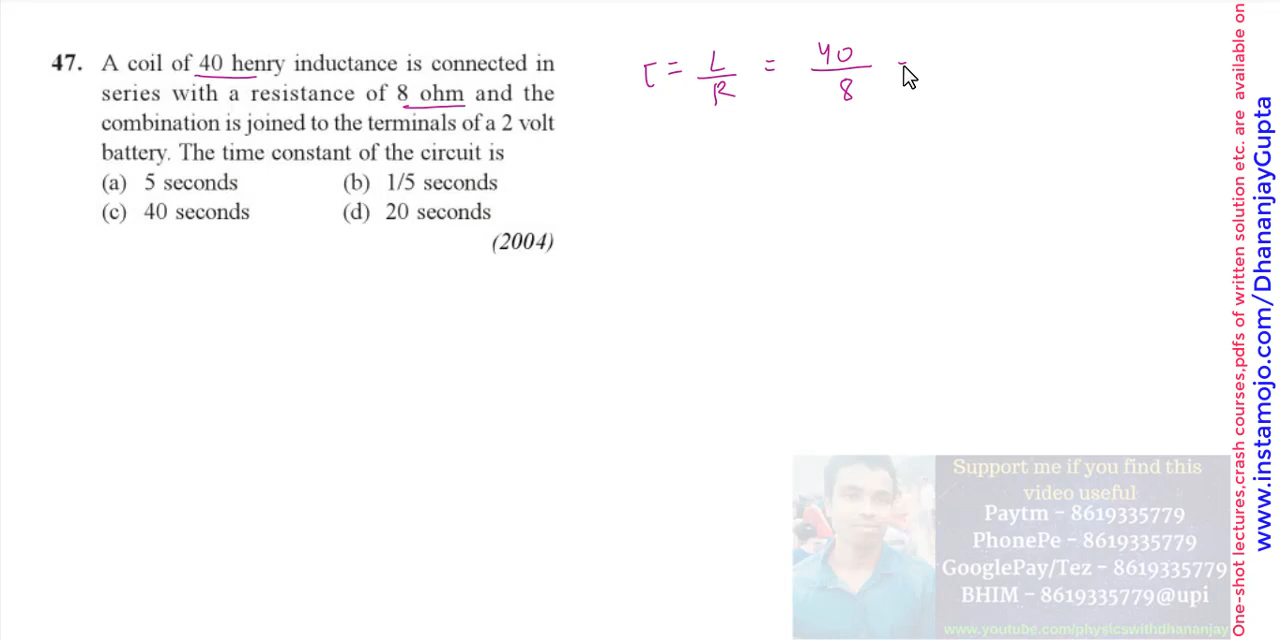 47. A coil of 40 henry inductance is connected in
series with a resistance of 8 ohm and the
combination is joined to the terminals of a 2 volt
battery. The time constant of the circuit is
(a) 5 seconds (b) 1/5 seconds
(c) 40 seconds (d) 20 seconds
(2004)
τ = L/R = 40/8 =
Support me if you find this
video useful
Paytm - 8619335779
PhonePe - 8619335779
GooglePay/Tez - 8619335779
BHIM - 8619335779@upi
www.youtube.com/physicswithdhananjay
One-shot lectures,crash courses,pdfs of written solution etc. are available on
www.instamojo.com/DhananjayGupta